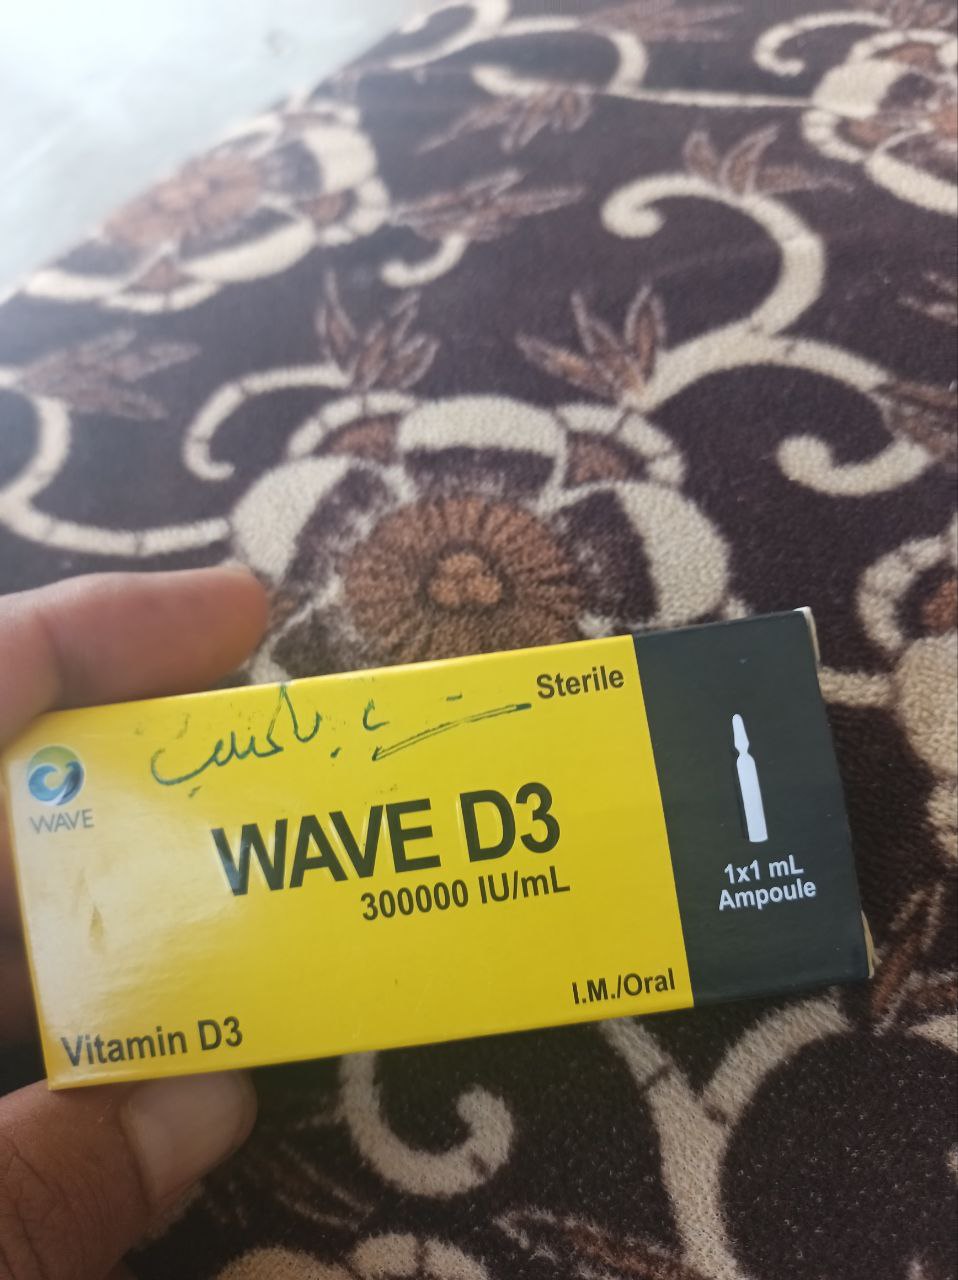 Sterile
WAVE
WAVE D3
300000 IU/mL
1x1 mL
Ampoule
I.M./Oral
Vitamin D3